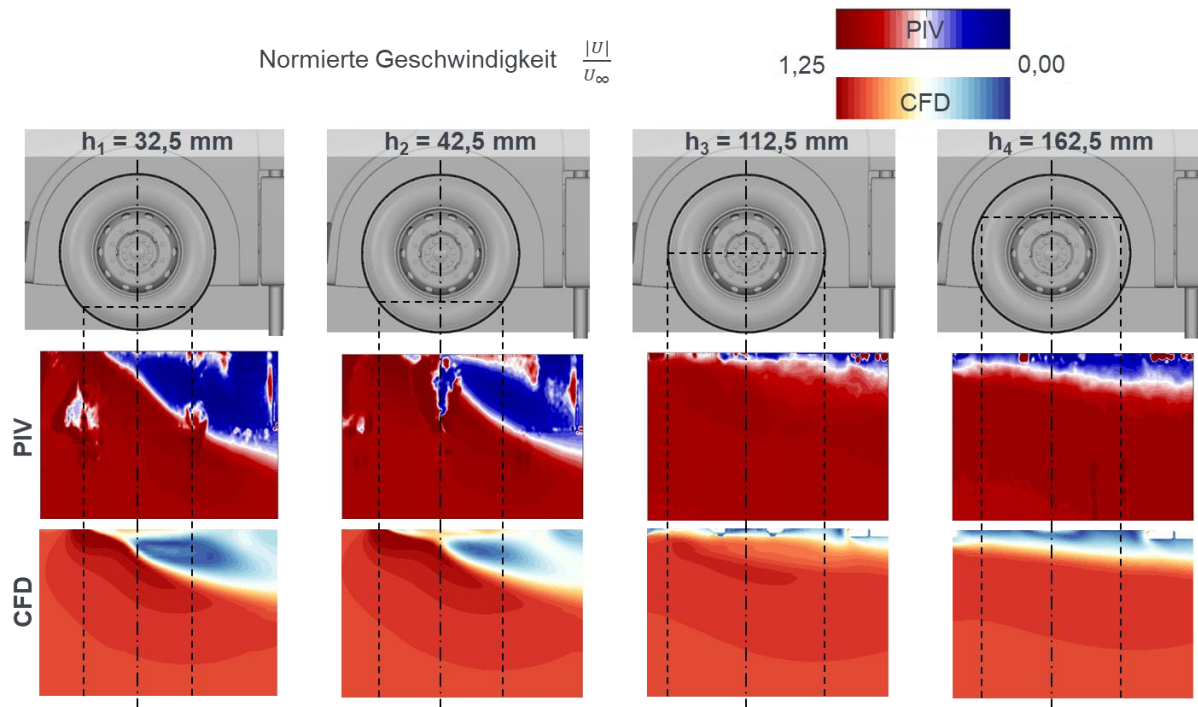 Normierte Geschwindigkeit |U| / U∞
PIV
1,25 0,00
CFD
h₁ = 32,5 mm
h₂ = 42,5 mm
h₃ = 112,5 mm
h₄ = 162,5 mm
PIV
CFD